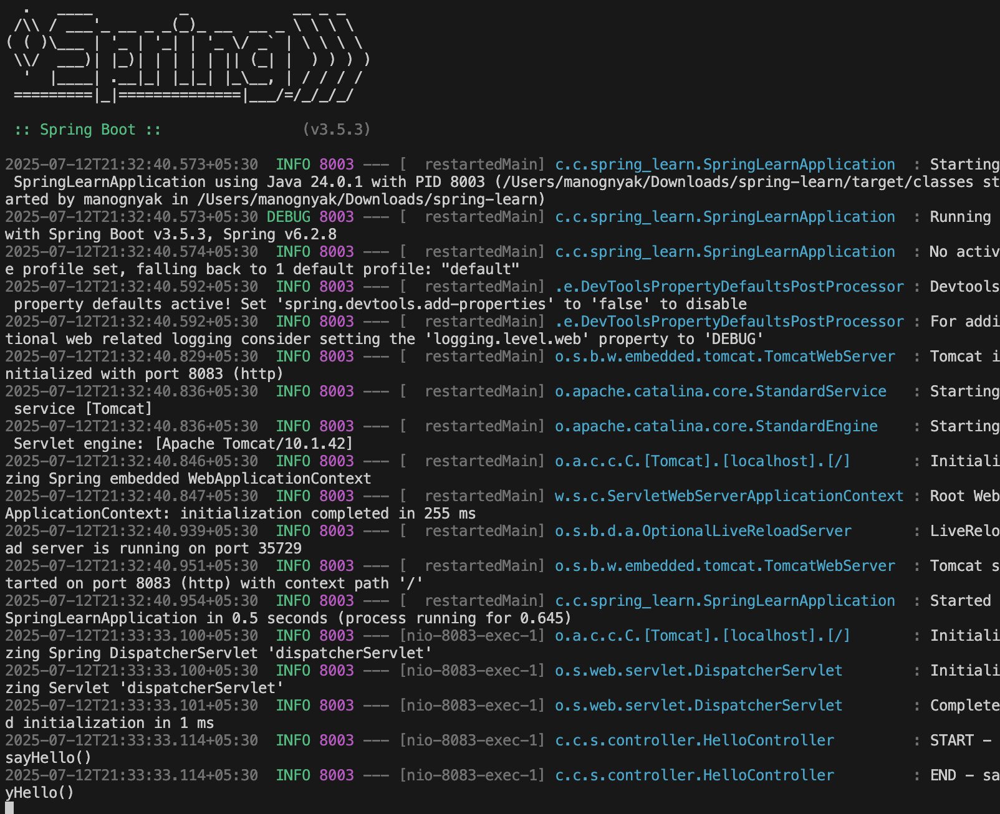 .   ____          _            __ _ _
 /\\ / ___'_ __ _ _(_)_ __  __ _ \ \ \ \
( ( )\___ | '_ | '_| | '_ \/ _` | \ \ \ \
 \\/  ___)| |_)| | | | | || (_| |  ) ) ) )
  '  |____| .__|_| |_|_| |_\__, | / / / /
 =========|_|==============|___/=/_/_/_/

 :: Spring Boot ::                (v3.5.3)

2025-07-12T21:32:40.573+05:30  INFO 8003 --- [  restartedMain] c.c.spring_learn.SpringLearnApplication  : Starting
 SpringLearnApplication using Java 24.0.1 with PID 8003 (/Users/manognyak/Downloads/spring-learn/target/classes st
arted by manognyak in /Users/manognyak/Downloads/spring-learn)
2025-07-12T21:32:40.573+05:30 DEBUG 8003 --- [  restartedMain] c.c.spring_learn.SpringLearnApplication  : Running
with Spring Boot v3.5.3, Spring v6.2.8
2025-07-12T21:32:40.574+05:30  INFO 8003 --- [  restartedMain] c.c.spring_learn.SpringLearnApplication  : No activ
e profile set, falling back to 1 default profile: "default"
2025-07-12T21:32:40.592+05:30  INFO 8003 --- [  restartedMain] .e.DevToolsPropertyDefaultsPostProcessor : Devtools
 property defaults active! Set 'spring.devtools.add-properties' to 'false' to disable
2025-07-12T21:32:40.592+05:30  INFO 8003 --- [  restartedMain] .e.DevToolsPropertyDefaultsPostProcessor : For addi
tional web related logging consider setting the 'logging.level.web' property to 'DEBUG'
2025-07-12T21:32:40.829+05:30  INFO 8003 --- [  restartedMain] o.s.b.w.embedded.tomcat.TomcatWebServer  : Tomcat i
nitialized with port 8083 (http)
2025-07-12T21:32:40.836+05:30  INFO 8003 --- [  restartedMain] o.apache.catalina.core.StandardService   : Starting
 service [Tomcat]
2025-07-12T21:32:40.836+05:30  INFO 8003 --- [  restartedMain] o.apache.catalina.core.StandardEngine    : Starting
 Servlet engine: [Apache Tomcat/10.1.42]
2025-07-12T21:32:40.846+05:30  INFO 8003 --- [  restartedMain] o.a.c.c.C.[Tomcat].[localhost].[/]       : Initiali
zing Spring embedded WebApplicationContext
2025-07-12T21:32:40.847+05:30  INFO 8003 --- [  restartedMain] w.s.c.ServletWebServerApplicationContext : Root Web
ApplicationContext: initialization completed in 255 ms
2025-07-12T21:32:40.939+05:30  INFO 8003 --- [  restartedMain] o.s.b.d.a.OptionalLiveReloadServer       : LiveRelo
ad server is running on port 35729
2025-07-12T21:32:40.951+05:30  INFO 8003 --- [  restartedMain] o.s.b.w.embedded.tomcat.TomcatWebServer  : Tomcat s
tarted on port 8083 (http) with context path '/'
2025-07-12T21:32:40.954+05:30  INFO 8003 --- [  restartedMain] c.c.spring_learn.SpringLearnApplication  : Started
SpringLearnApplication in 0.5 seconds (process running for 0.645)
2025-07-12T21:33:33.100+05:30  INFO 8003 --- [nio-8083-exec-1] o.a.c.c.C.[Tomcat].[localhost].[/]       : Initiali
zing Spring DispatcherServlet 'dispatcherServlet'
2025-07-12T21:33:33.100+05:30  INFO 8003 --- [nio-8083-exec-1] o.s.web.servlet.DispatcherServlet        : Initiali
zing Servlet 'dispatcherServlet'
2025-07-12T21:33:33.101+05:30  INFO 8003 --- [nio-8083-exec-1] o.s.web.servlet.DispatcherServlet        : Complete
d initialization in 1 ms
2025-07-12T21:33:33.114+05:30  INFO 8003 --- [nio-8083-exec-1] c.c.s.controller.HelloController         : START -
sayHello()
2025-07-12T21:33:33.114+05:30  INFO 8003 --- [nio-8083-exec-1] c.c.s.controller.HelloController         : END - sa
yHello()